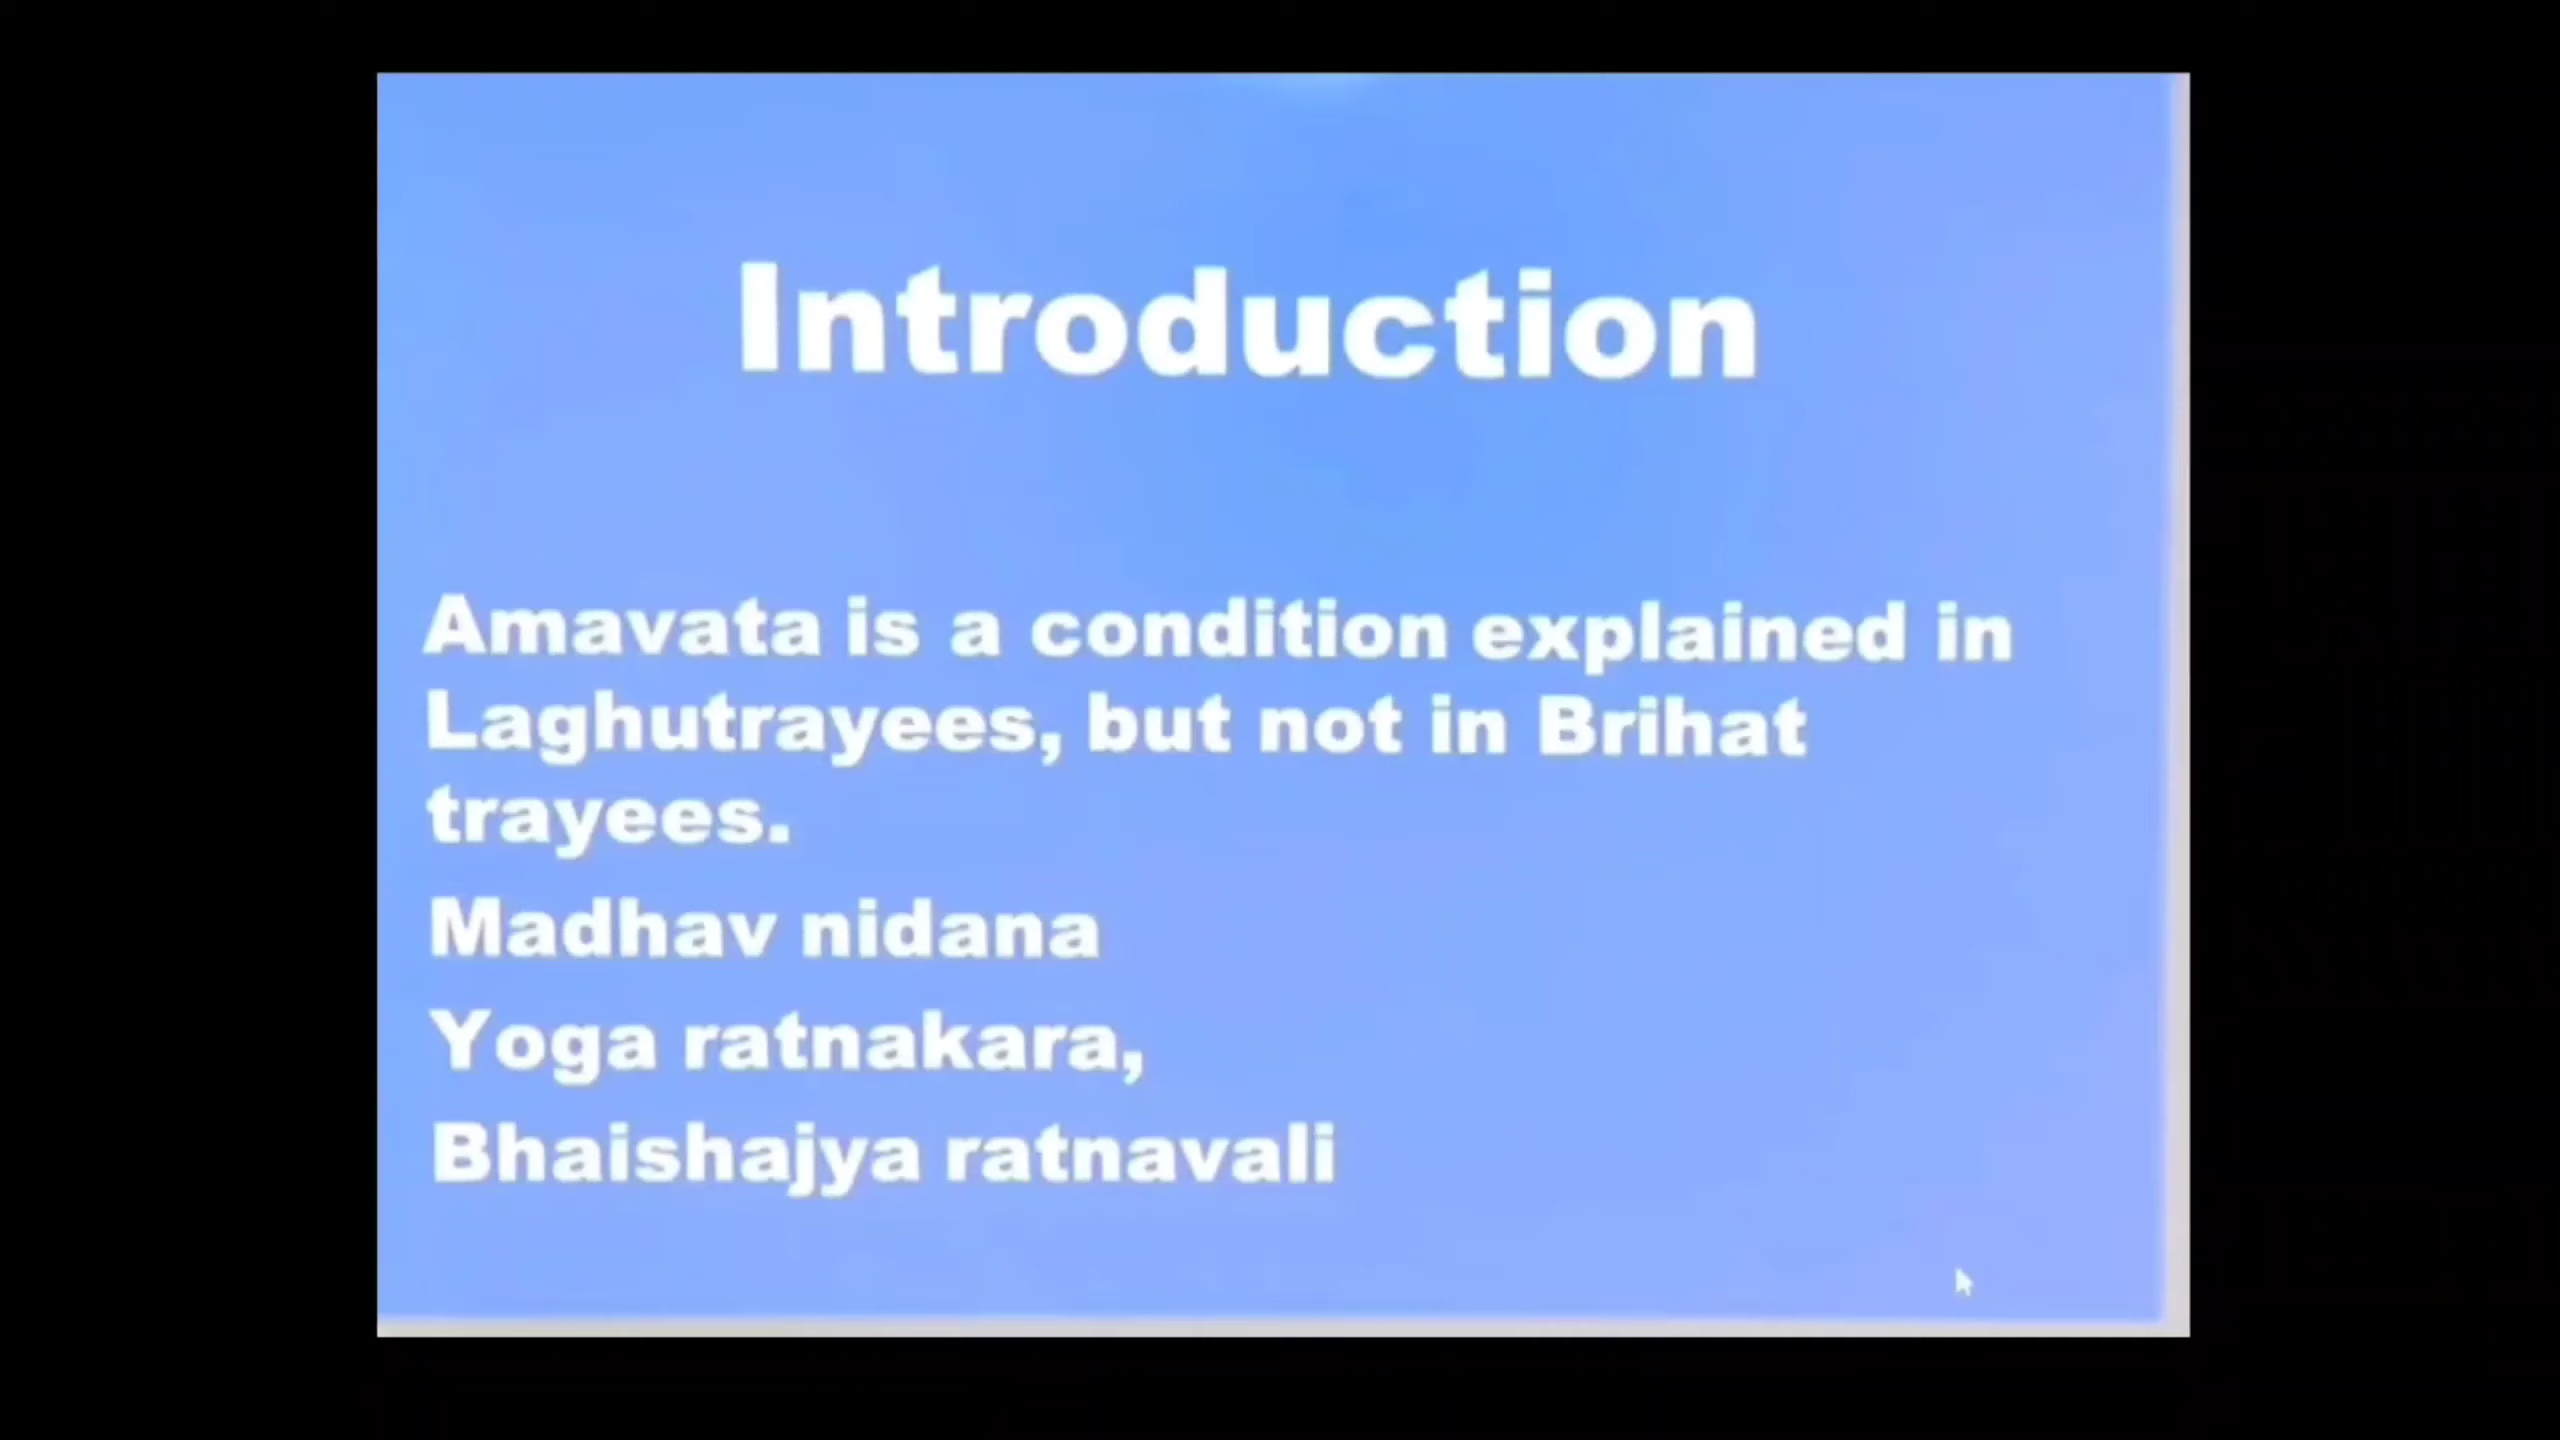 Introduction
Amavata is a condition explained in
Laghutrayees, but not in Brihat
trayees.
Madhav nidana
Yoga ratnakara,
Bhaishajya ratnavali